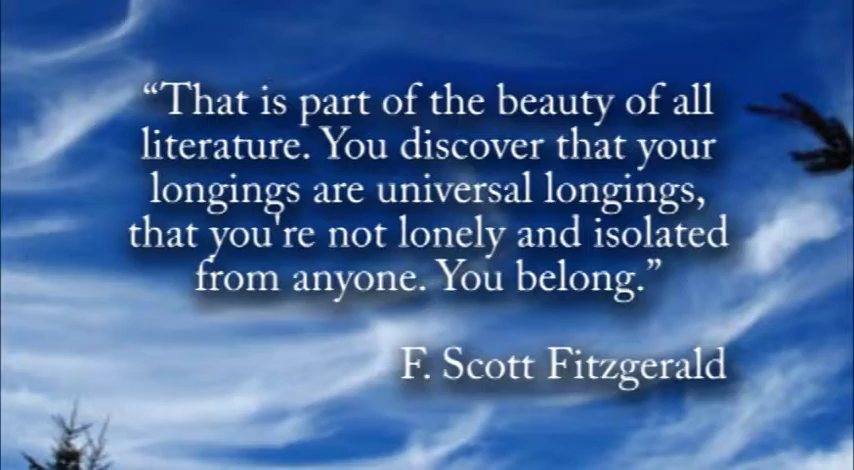 “That is part of the beauty of all
literature. You discover that your
longings are universal longings,
that you're not lonely and isolated
from anyone. You belong.”
F. Scott Fitzgerald